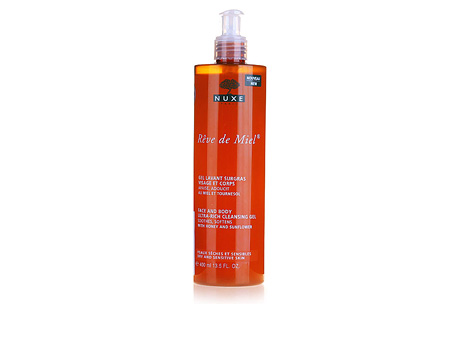 NOUVEAU
NEW
NUXE
Rêve de Miel®
GEL LAVANT SURGRAS
VISAGE ET CORPS
APAISE, ADOUCIT
AU MIEL ET TOURNESOL
FACE AND BODY
ULTRA-RICH CLEANSING GEL
SOOTHES, SOFTENS
WITH HONEY AND SUNFLOWER
PEAUX SÈCHES ET SENSIBLES
DRY AND SENSITIVE SKIN
400 ml 13.5 FL. OZ.